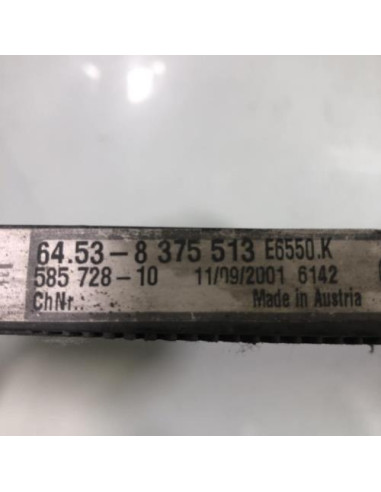 64.53-8 375 513 E6550.K
585 728-10 11/09/2001 6142
ChNr. Made in Austria